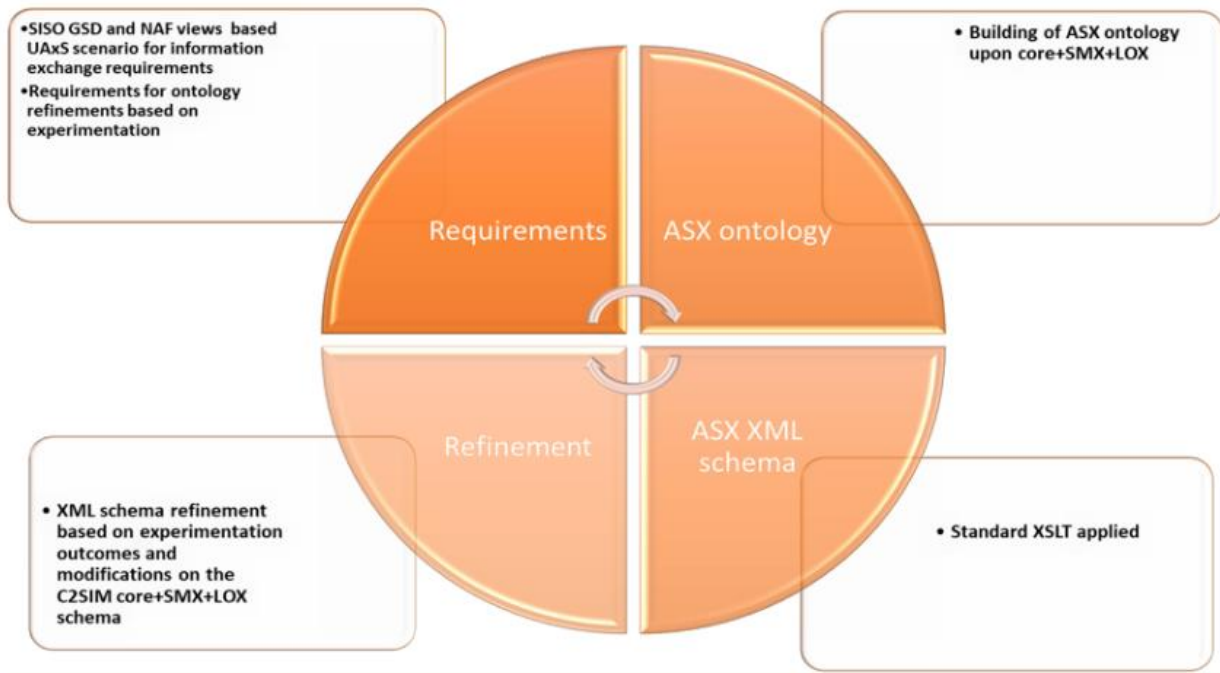 •SISO GSD and NAF views based
UAxS scenario for information
exchange requirements
•Requirements for ontology
refinements based on
experimentation
• Building of ASX ontology
upon core+SMX+LOX
Requirements
ASX ontology
Refinement
ASX XML
schema
• XML schema refinement
based on experimentation
outcomes and
modifications on the
C2SIM core+SMX+LOX
schema
• Standard XSLT applied